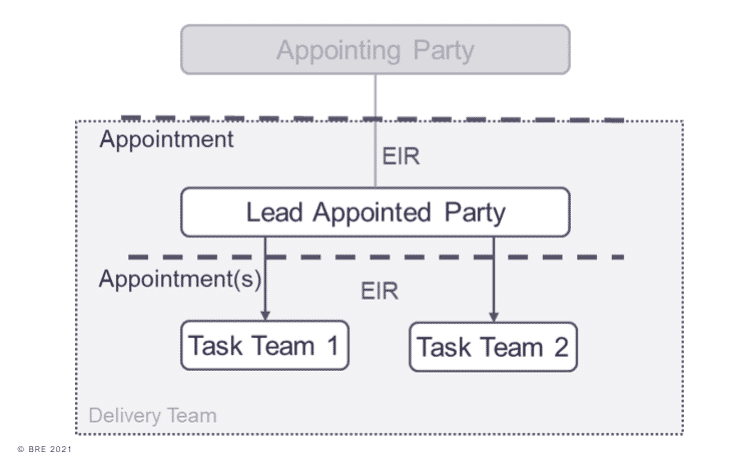 Appointing Party
Appointment
EIR
Lead Appointed Party
Appointment(s)
EIR
Task Team 1
Task Team 2
Delivery Team
© BRE 2021